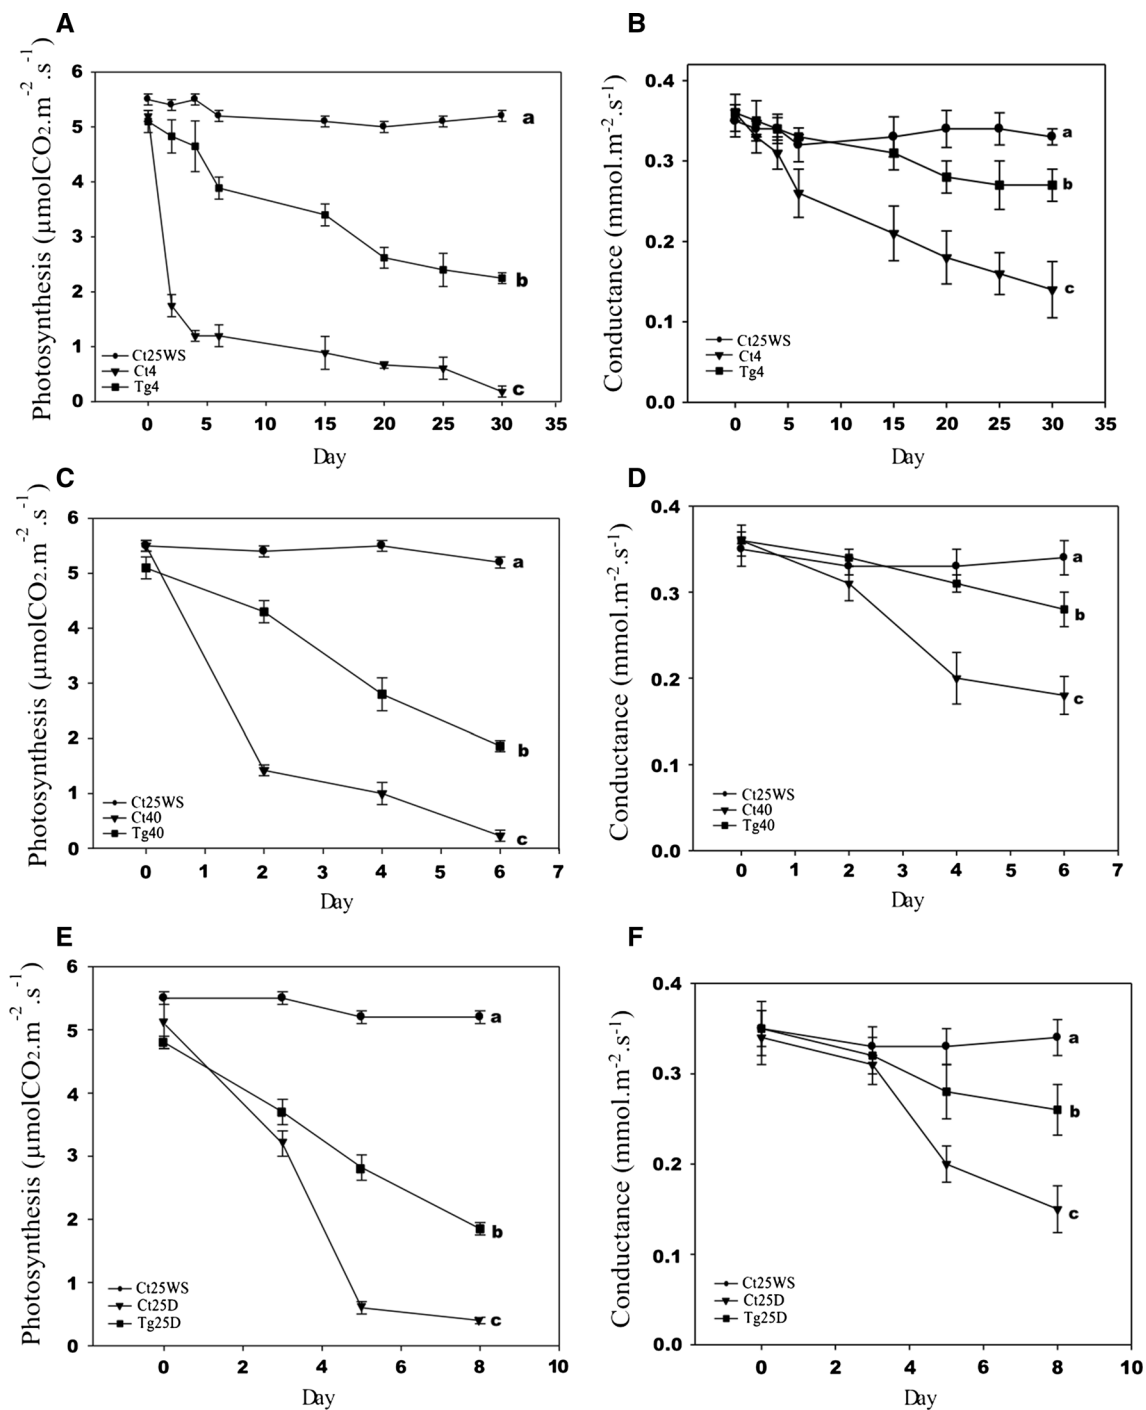 A
Photosynthesis (µmolCO2.m-2.s-1)
6
5
4
3
2
1
0
a
b
c
Ct25WS
Ct4
Tg4
0 5 10 15 20 25 30 35
Day
B
Conductance (mmol.m-2.s-1)
0.4
0.3
0.2
0.1
0.0
a
b
c
Ct25WS
Ct4
Tg4
0 5 10 15 20 25 30 35
Day
C
Photosynthesis (µmolCO2.m-2.s-1)
6
5
4
3
2
1
0
a
b
c
Ct25WS
Ct40
Tg40
0 1 2 3 4 5 6 7
Day
D
Conductance (mmol.m-2.s-1)
0.4
0.3
0.2
0.1
0.0
a
b
c
Ct25WS
Ct40
Tg40
0 1 2 3 4 5 6 7
Day
E
Photosynthesis (µmolCO2.m-2.s-1)
6
5
4
3
2
1
0
a
b
c
Ct25WS
Ct25D
Tg25D
0 2 4 6 8 10
Day
F
Conductance (mmol.m-2.s-1)
0.4
0.3
0.2
0.1
0.0
a
b
c
Ct25WS
Ct25D
Tg25D
0 2 4 6 8 10
Day